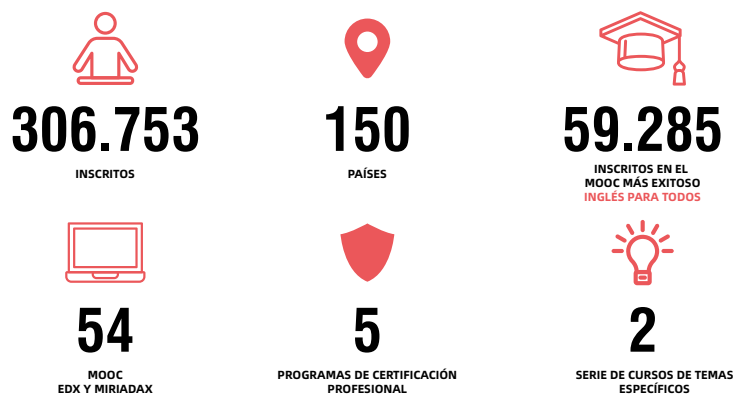 306.753
INSCRITOS
150
PAÍSES
59.285
INSCRITOS EN EL
MOOC MÁS EXITOSO
INGLÉS PARA TODOS
54
MOOC
EDX Y MIRIADAX
5
PROGRAMAS DE CERTIFICACIÓN
PROFESIONAL
2
SERIE DE CURSOS DE TEMAS
ESPECÍFICOS